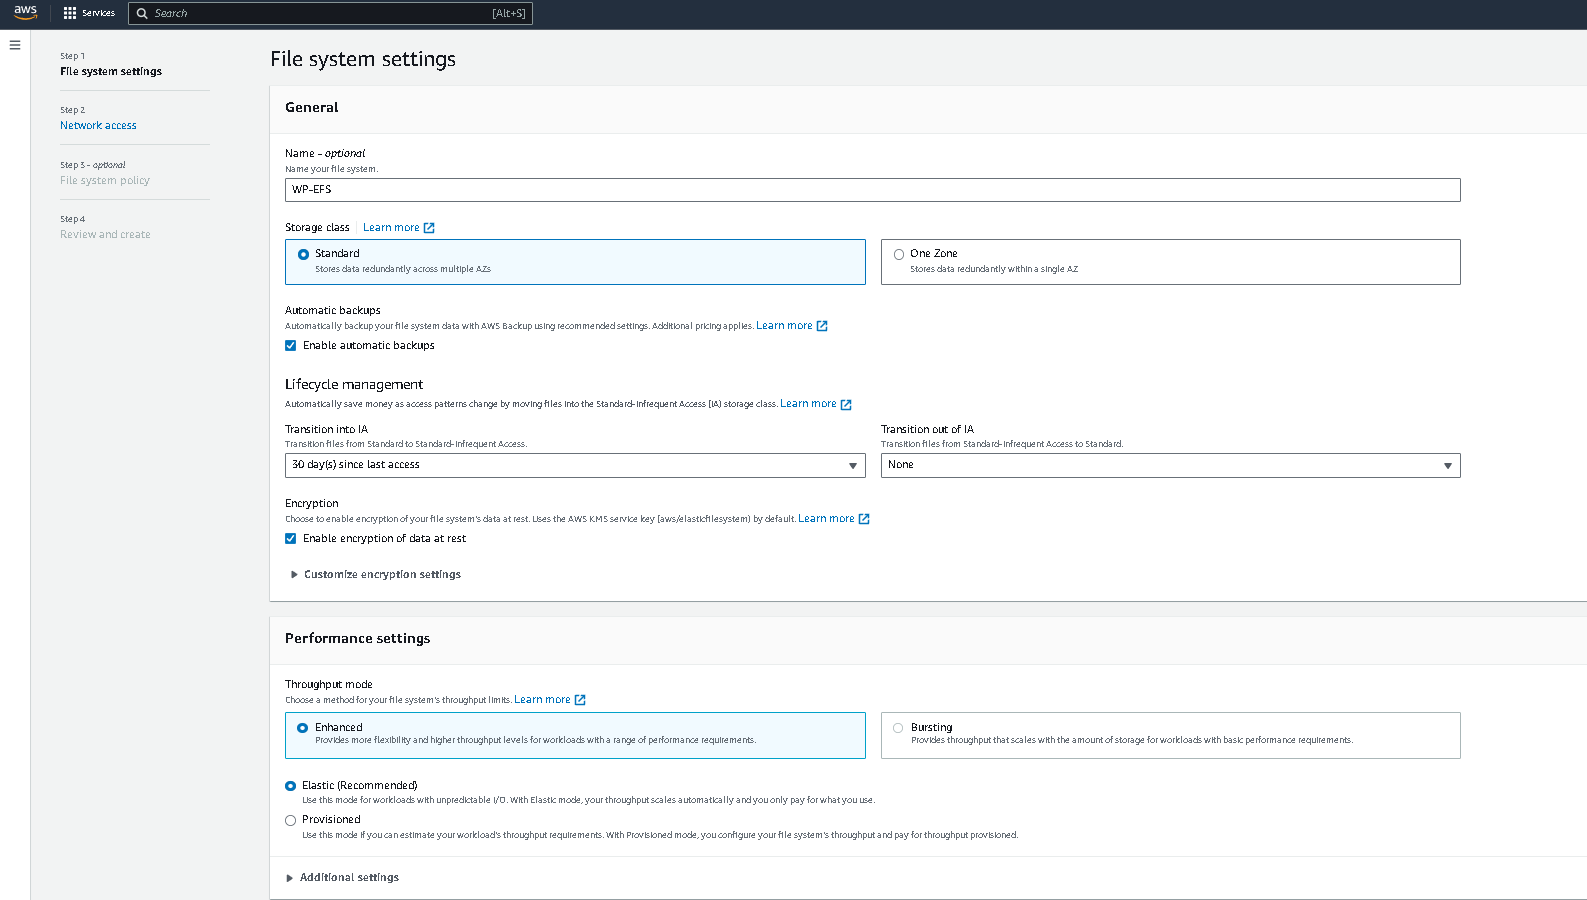 aws
Services
Search
[Alt+S]
Step 1
File system settings
Step 2
Network access
Step 3 - optional
File system policy
Step 4
Review and create
File system settings
General
Name - optional
Name your file system.
WP-EFS
Storage class
Learn more
Standard
Stores data redundantly across multiple AZs
One Zone
Stores data redundantly within a single AZ
Automatic backups
Automatically backup your file system data with AWS Backup using recommended settings. Additional pricing applies. Learn more
Enable automatic backups
Lifecycle management
Automatically save money as access patterns change by moving files into the Standard-Infrequent Access (IA) storage class. Learn more
Transition into IA
Transition files from Standard to Standard-Infrequent Access.
30 day(s) since last access
Transition out of IA
Transition files from Standard-Infrequent Access to Standard.
None
Encryption
Choose to enable encryption of your file system's data at rest. Uses the AWS KMS service key (aws/elasticfilesystem) by default. Learn more
Enable encryption of data at rest
Customize encryption settings
Performance settings
Throughput mode
Choose a method for your file system's throughput limits. Learn more
Enhanced
Provides more flexibility and higher throughput levels for workloads with a range of performance requirements.
Bursting
Provides throughput that scales with the amount of storage for workloads with basic performance requirements.
Elastic (Recommended)
Use this mode for workloads with unpredictable I/O. With Elastic mode, your throughput scales automatically and you only pay for what you use.
Provisioned
Use this mode if you can estimate your workload's throughput requirements. With Provisioned mode, you configure your file system's throughput and pay for throughput provisioned.
Additional settings